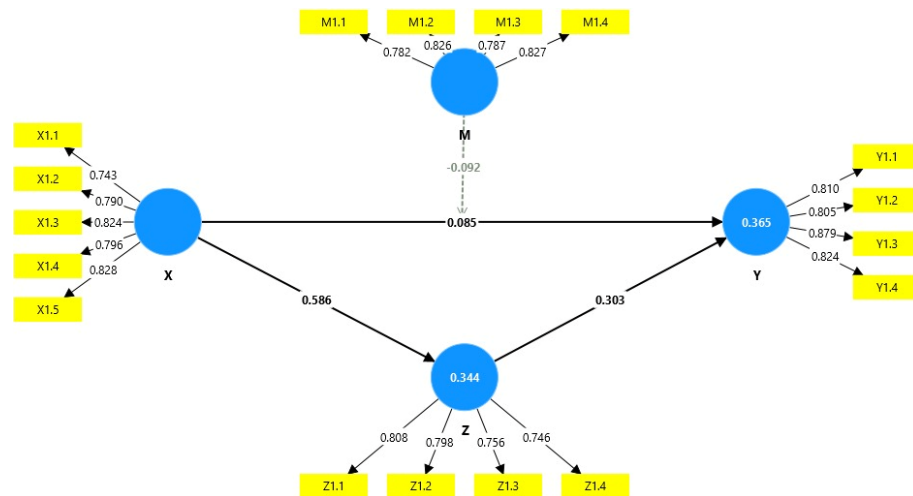 M1.1 M1.2 M1.3 M1.4
0.782 0.826 0.787 0.827
M
-0.092
X1.1
X1.2
X1.3
X1.4
X1.5
0.743
0.790
0.824
0.796
0.828
X
0.085
0.586
0.303
0.365
Y
0.810
0.805
0.879
0.824
Y1.1
Y1.2
Y1.3
Y1.4
0.344
Z
0.808 0.798 0.756 0.746
Z1.1 Z1.2 Z1.3 Z1.4